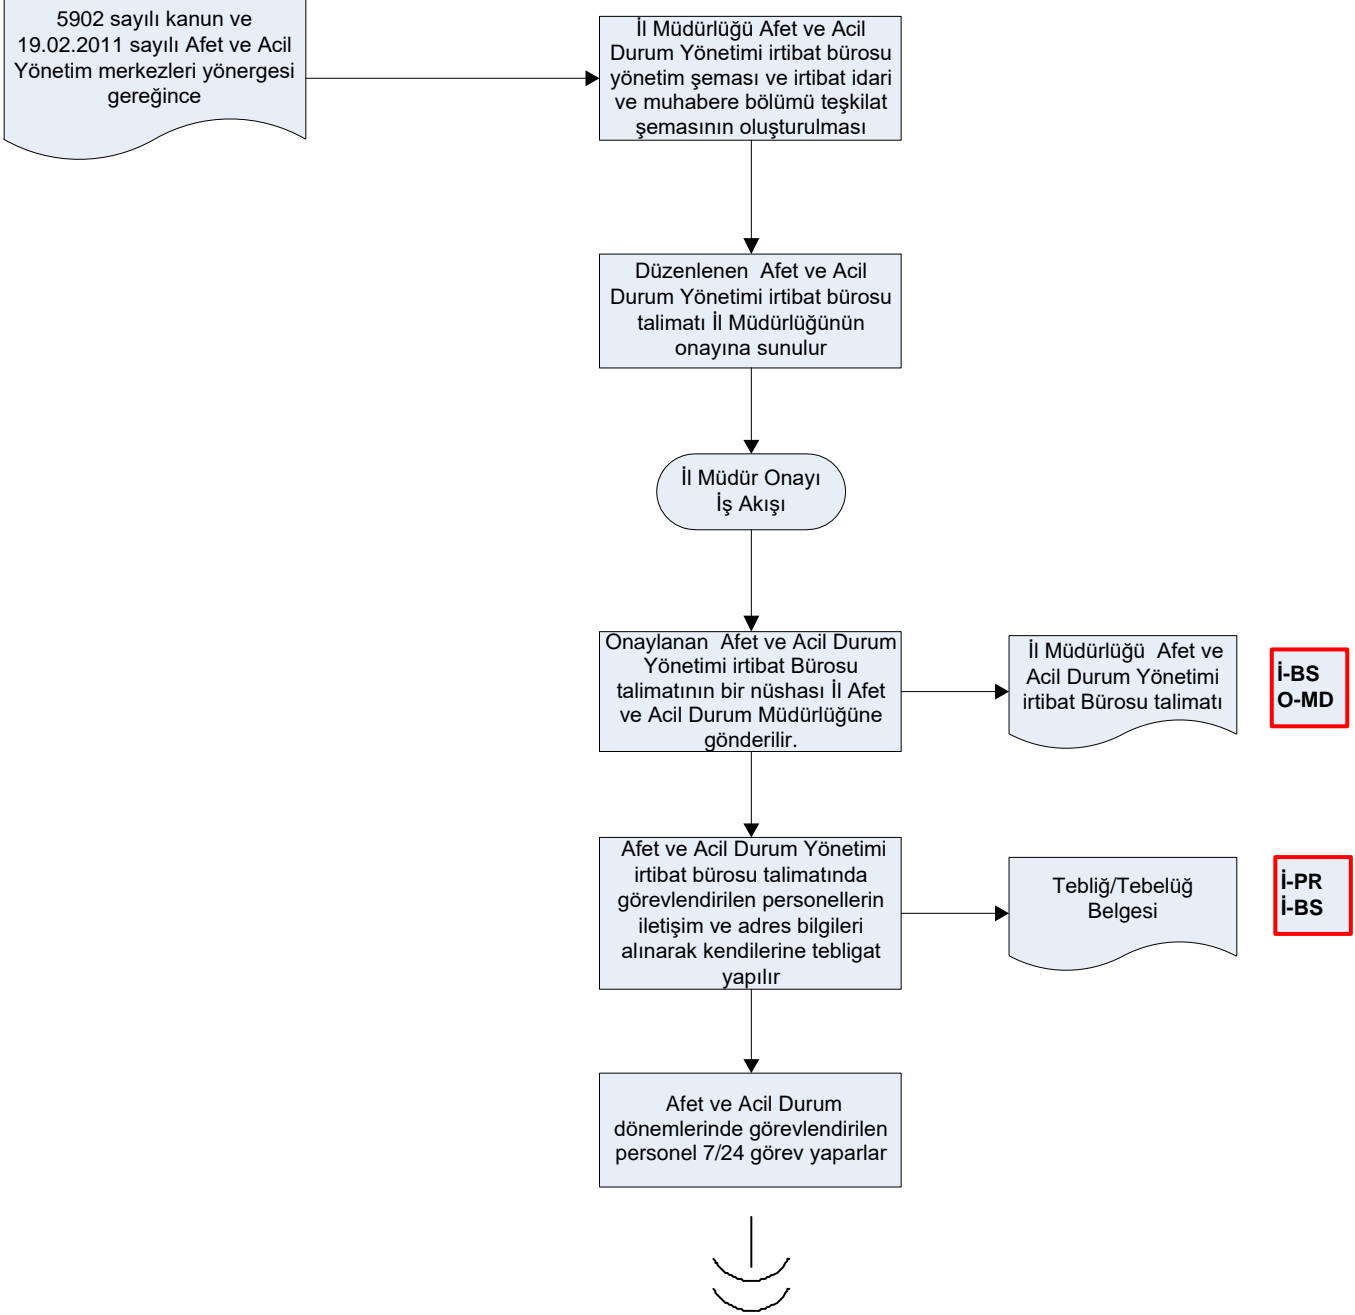 5902 sayılı kanun ve
19.02.2011 sayılı Afet ve Acil
Yönetim merkezleri yönergesi
gereğince
İl Müdürlüğü Afet ve Acil
Durum Yönetimi irtibat bürosu
yönetim şeması ve irtibat idari
ve muhabere bölümü teşkilat
şemasının oluşturulması
Düzenlenen Afet ve Acil
Durum Yönetimi irtibat bürosu
talimatı İl Müdürlüğünün
onayına sunulur
İl Müdür Onayı
İş Akışı
Onaylanan Afet ve Acil Durum
Yönetimi irtibat Bürosu
talimatının bir nüshası İl Afet
ve Acil Durum Müdürlüğüne
gönderilir.
İl Müdürlüğü Afet ve
Acil Durum Yönetimi
irtibat Bürosu talimatı
İ-BS
O-MD
Afet ve Acil Durum Yönetimi
irtibat bürosu talimatında
görevlendirilen personellerin
iletişim ve adres bilgileri
alınarak kendilerine tebligat
yapılır
Tebliğ/Tebelüğ
Belgesi
İ-PR
İ-BS
Afet ve Acil Durum
dönemlerinde görevlendirilen
personel 7/24 görev yaparlar